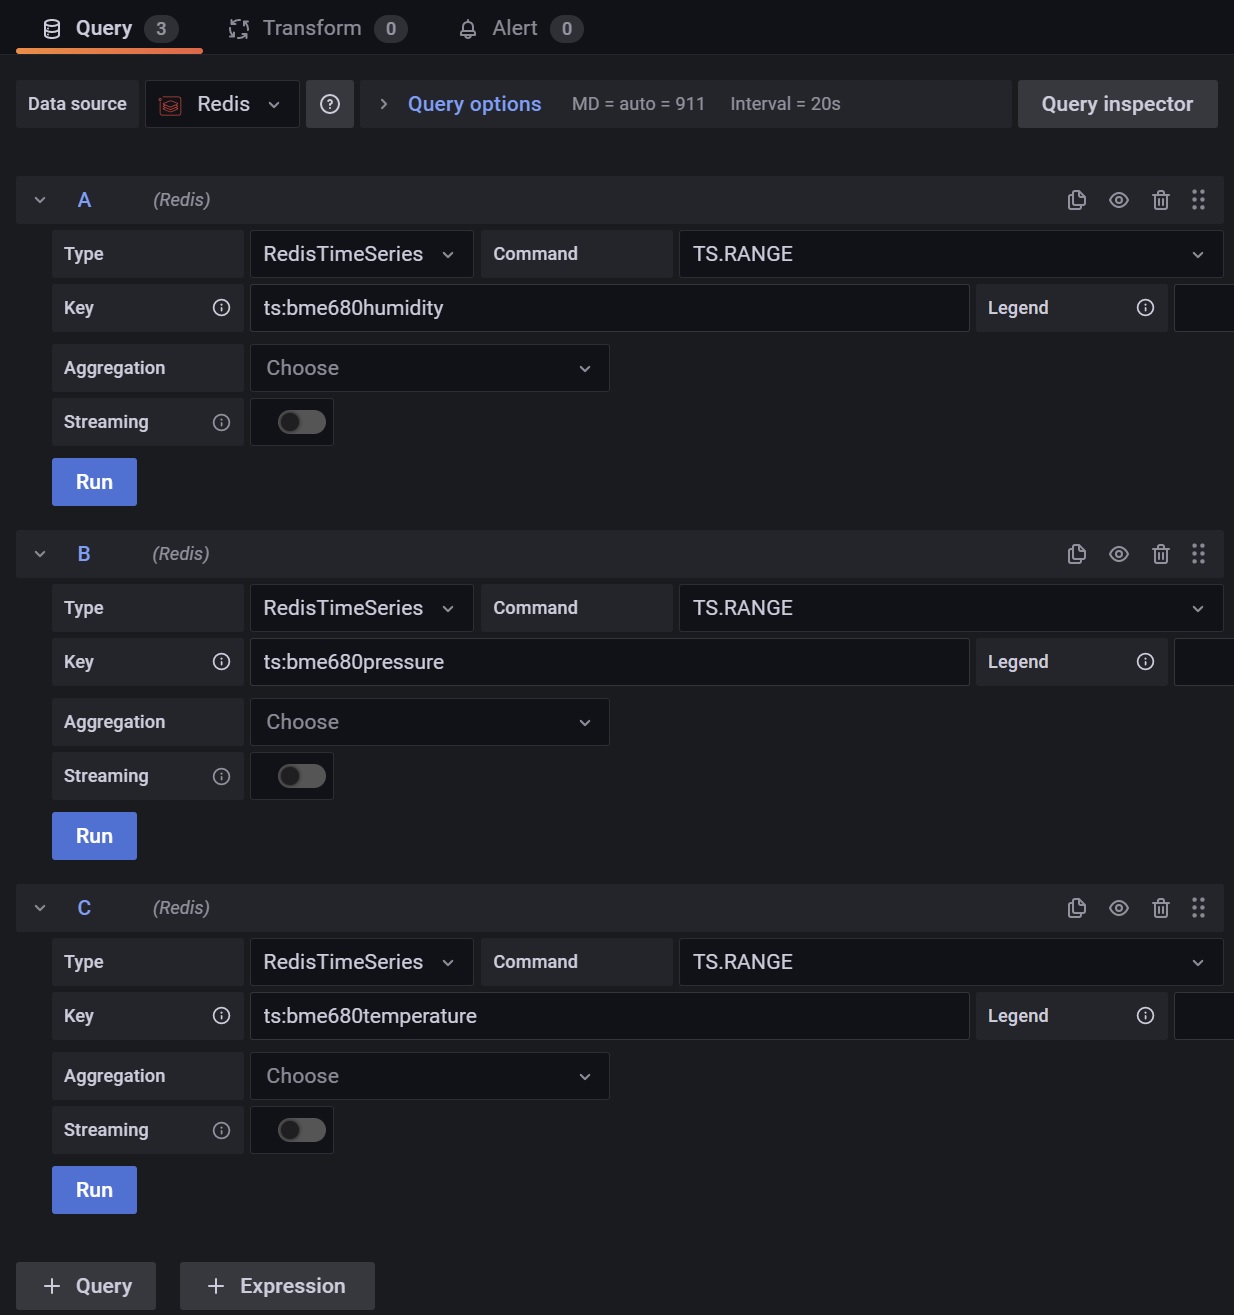 Query 3 Transform 0 Alert 0
Data source Redis Query options MD = auto = 911 Interval = 20s Query inspector
A (Redis)
Type RedisTimeSeries Command TS.RANGE
Key ts:bme680humidity Legend
Aggregation Choose
Streaming
Run
B (Redis)
Type RedisTimeSeries Command TS.RANGE
Key ts:bme680pressure Legend
Aggregation Choose
Streaming
Run
C (Redis)
Type RedisTimeSeries Command TS.RANGE
Key ts:bme680temperature Legend
Aggregation Choose
Streaming
Run
+ Query + Expression